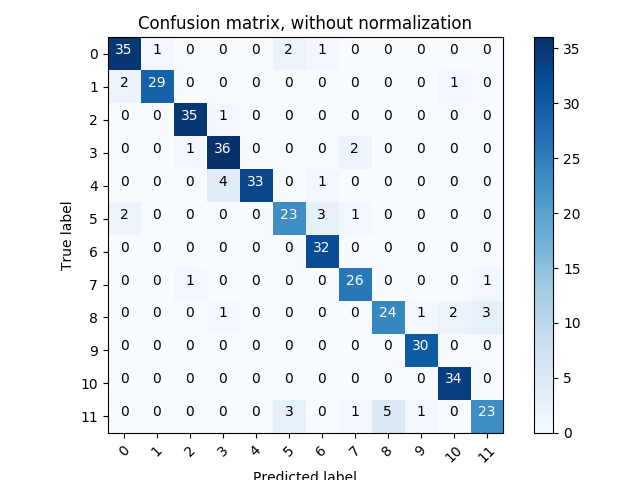 Confusion matrix, without normalization
0 35 1 0 0 0 2 1 0 0 0 0 0
1 2 29 0 0 0 0 0 0 0 0 1 0
2 0 0 35 1 0 0 0 0 0 0 0 0
3 0 0 1 36 0 0 0 2 0 0 0 0
4 0 0 0 4 33 0 1 0 0 0 0 0
5 2 0 0 0 0 23 3 1 0 0 0 0
6 0 0 0 0 0 0 32 0 0 0 0 0
7 0 0 1 0 0 0 0 26 0 0 0 1
8 0 0 0 1 0 0 0 0 24 1 2 3
9 0 0 0 0 0 0 0 0 0 30 0 0
10 0 0 0 0 0 0 0 0 0 0 34 0
11 0 0 0 0 0 3 0 1 5 1 0 23
0 1 2 3 4 5 6 7 8 9 10 11
True label
Predicted label
35
30
25
20
15
10
5
0